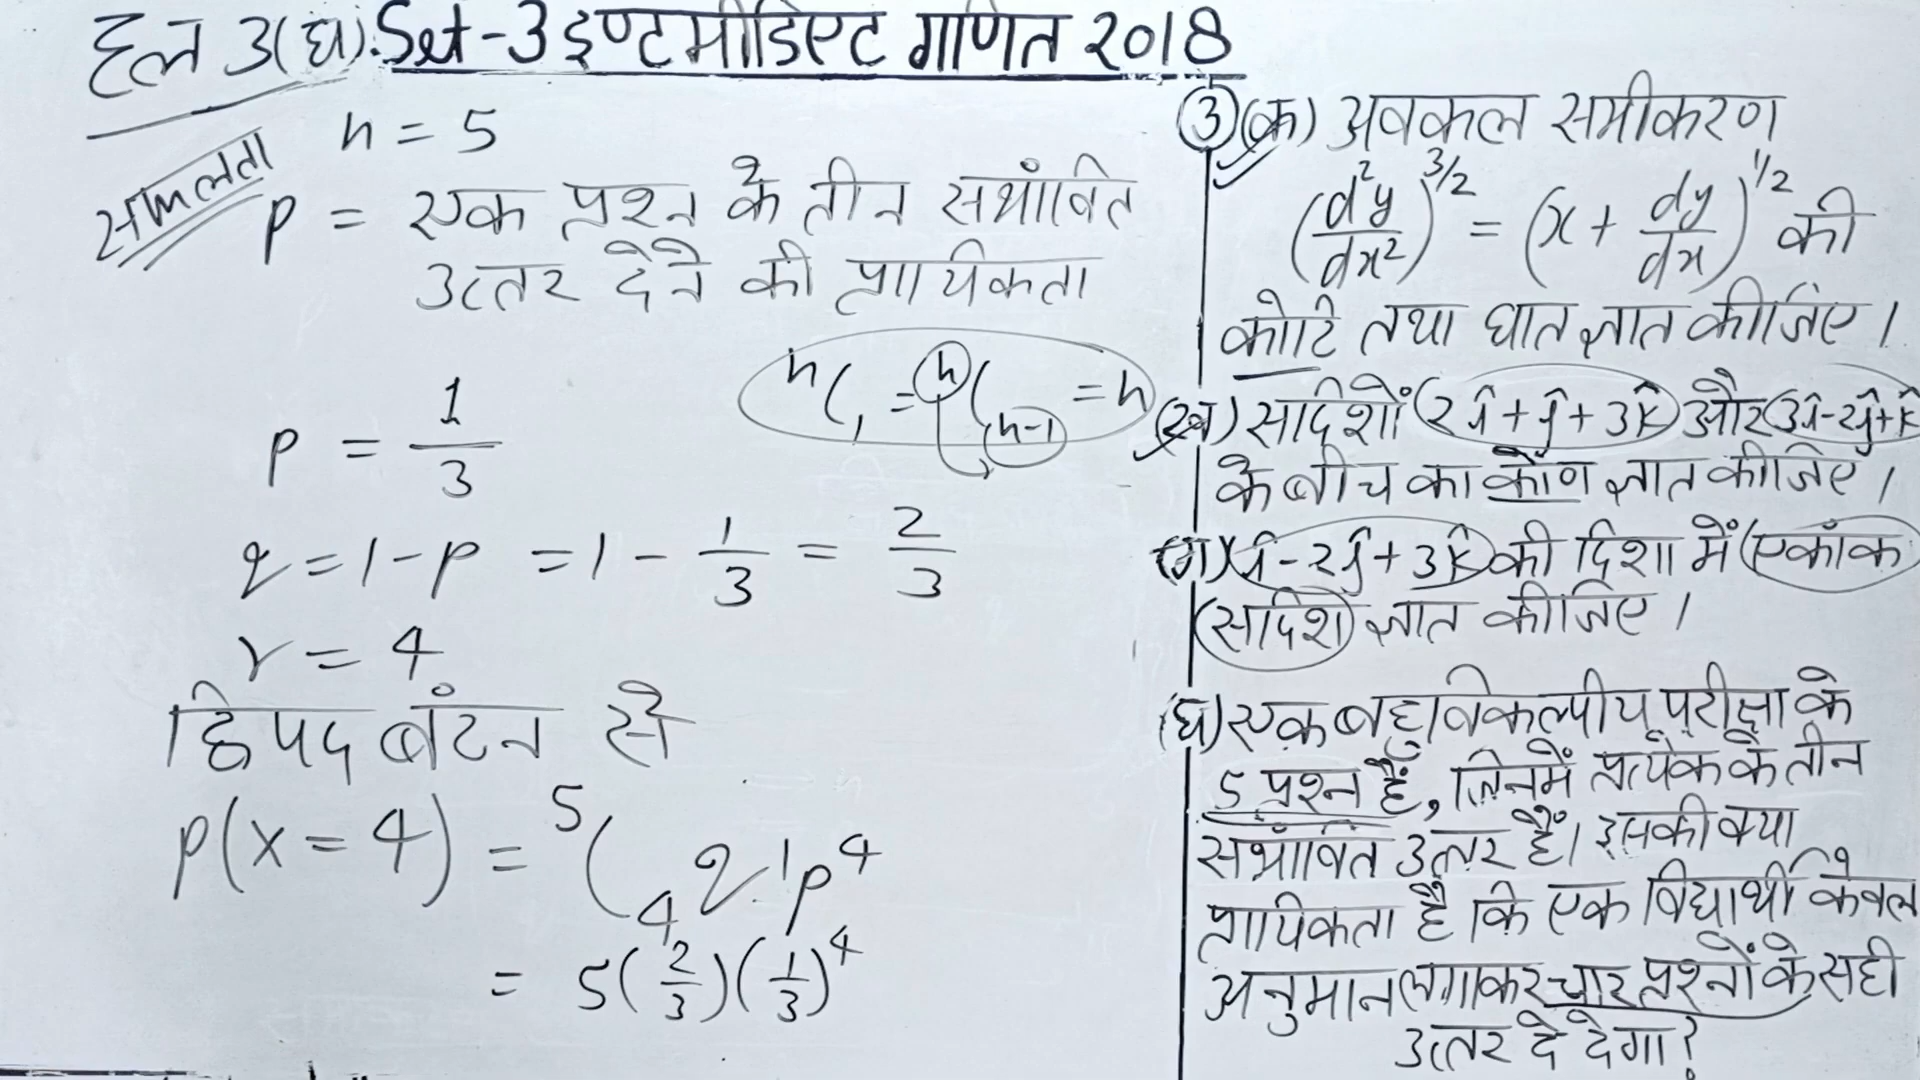 हल 3(घ). Set-3 इण्टरमीडिएट गणित 2018
n = 5
सफलता
p = एक प्रश्न के तीन सम्भावित
उत्तर देने की प्रायिकता
ⁿC₁ = ⁿCₙ₋₁ = n
p = 1/3
q = 1 - p = 1 - 1/3 = 2/3
r = 4
द्विपद बंटन से
p(x = 4) = ⁵C₄ q¹p⁴
= 5(2/3)(1/3)⁴
③(क) अवकल समीकरण
(d²y/dx²)^3/2 = (x + dy/dx)^1/2 की
कोटि तथा घात ज्ञात कीजिए।
(ख) सदिशों (2î + ĵ + 3k̂) और (3î - 2ĵ + k̂)
के बीच का कोण ज्ञात कीजिए।
(ग) î - 2ĵ + 3k̂ की दिशा में एकांक
सदिश ज्ञात कीजिए।
(घ) एक बहुविकल्पीय परीक्षा के
5 प्रश्न हैं, जिनमें प्रत्येक के तीन
सम्भावित उत्तर हैं। इसकी क्या
प्रायिकता है कि एक विद्यार्थी केवल
अनुमान लगाकर चार प्रश्नों के सही
उत्तर दे देगा?